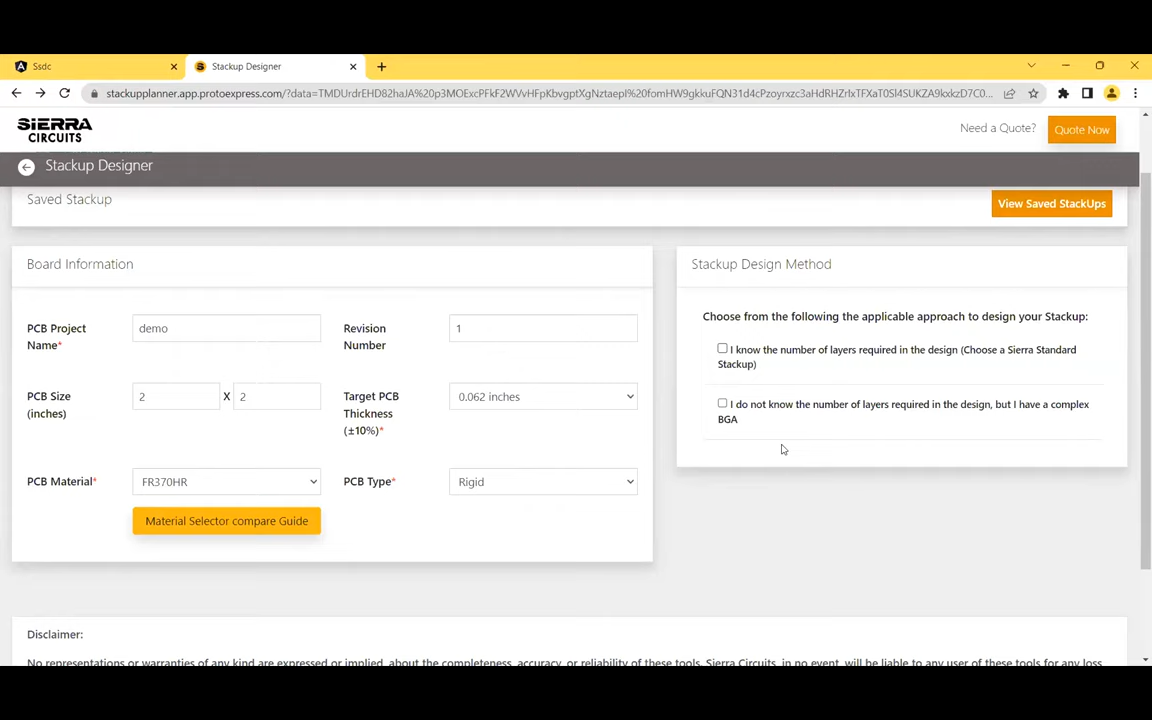 Ssdc
Stackup Designer
stackupplanner.app.protoexpress.com/?data=TMDUrdrEHD82haJA%20p3MOExcPFkF2WVvHFpKbvgptXgNztaepI%20fomHW9gkkuFQN31d4cPzoyrxzc3aHdRHZrlxTFXaT0Sl4SUKZA9kxkzD7C0...
SIERRA
CIRCUITS
Need a Quote?
Quote Now
Stackup Designer
Saved Stackup
View Saved StackUps
Board Information
PCB Project
Name*
demo
Revision
Number
1
PCB Size
(inches)
2 X 2
Target PCB
Thickness
(±10%)*
0.062 inches
PCB Material*
FR370HR
PCB Type*
Rigid
Material Selector compare Guide
Stackup Design Method
Choose from the following the applicable approach to design your Stackup:
I know the number of layers required in the design (Choose a Sierra Standard
Stackup)
I do not know the number of layers required in the design, but I have a complex
BGA
Disclaimer:
No representations or warranties of any kind are expressed or implied, about the completeness, accuracy, or reliability of these tools. Sierra Circuits, in no event, will be liable to any user of these tools for any loss